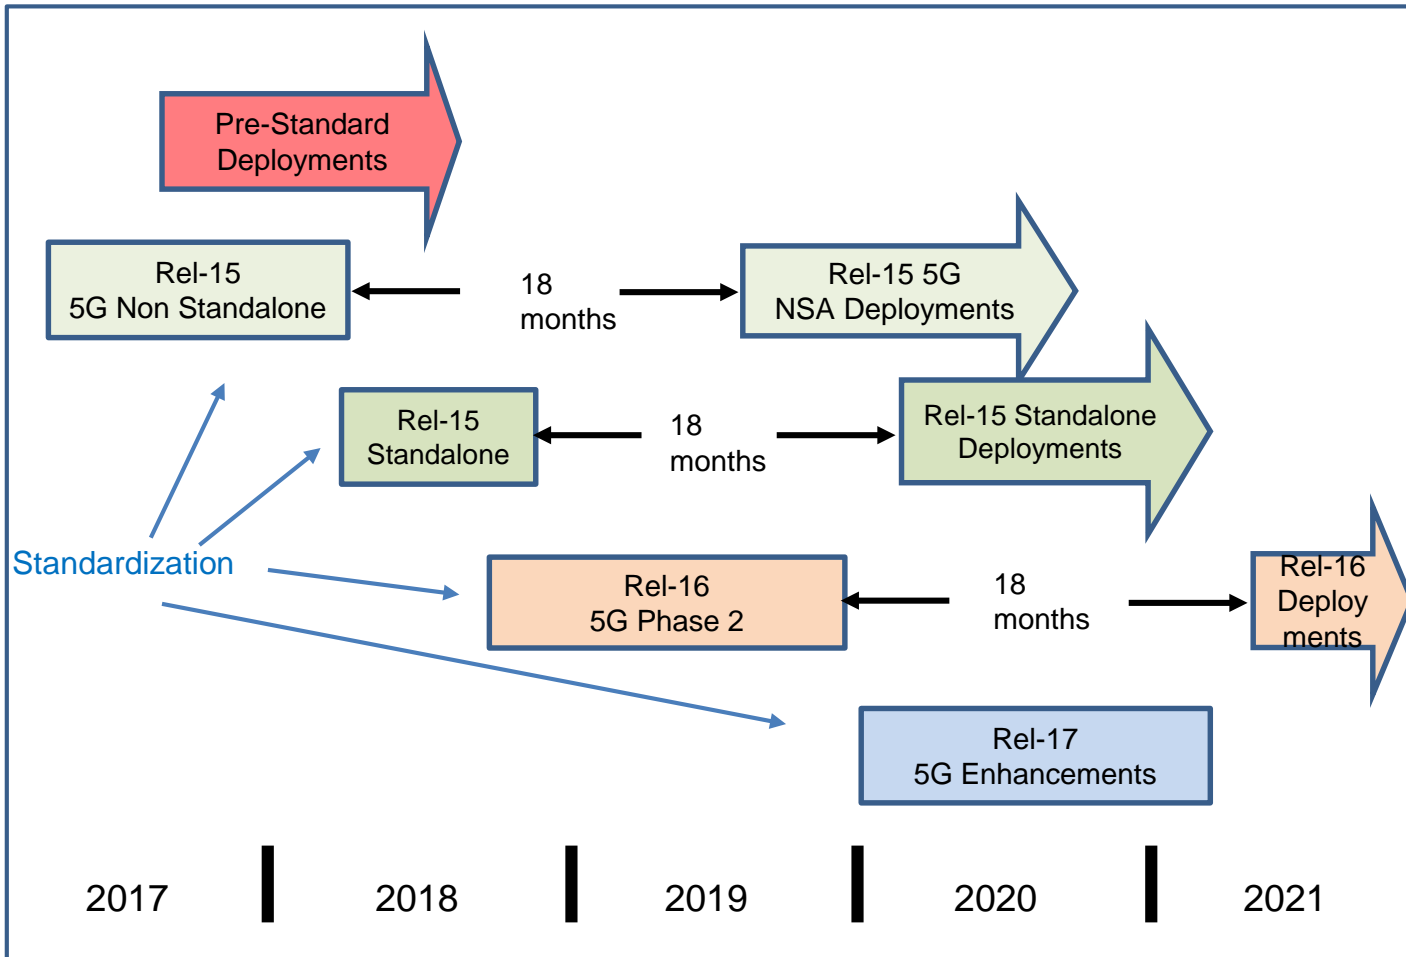 Pre-Standard
Deployments
Rel-15
5G Non Standalone
18
months
Rel-15 5G
NSA Deployments
Rel-15
Standalone
18
months
Rel-15 Standalone
Deployments
Standardization
Rel-16
5G Phase 2
18
months
Rel-16
Deploy
ments
Rel-17
5G Enhancements
2017
2018
2019
2020
2021